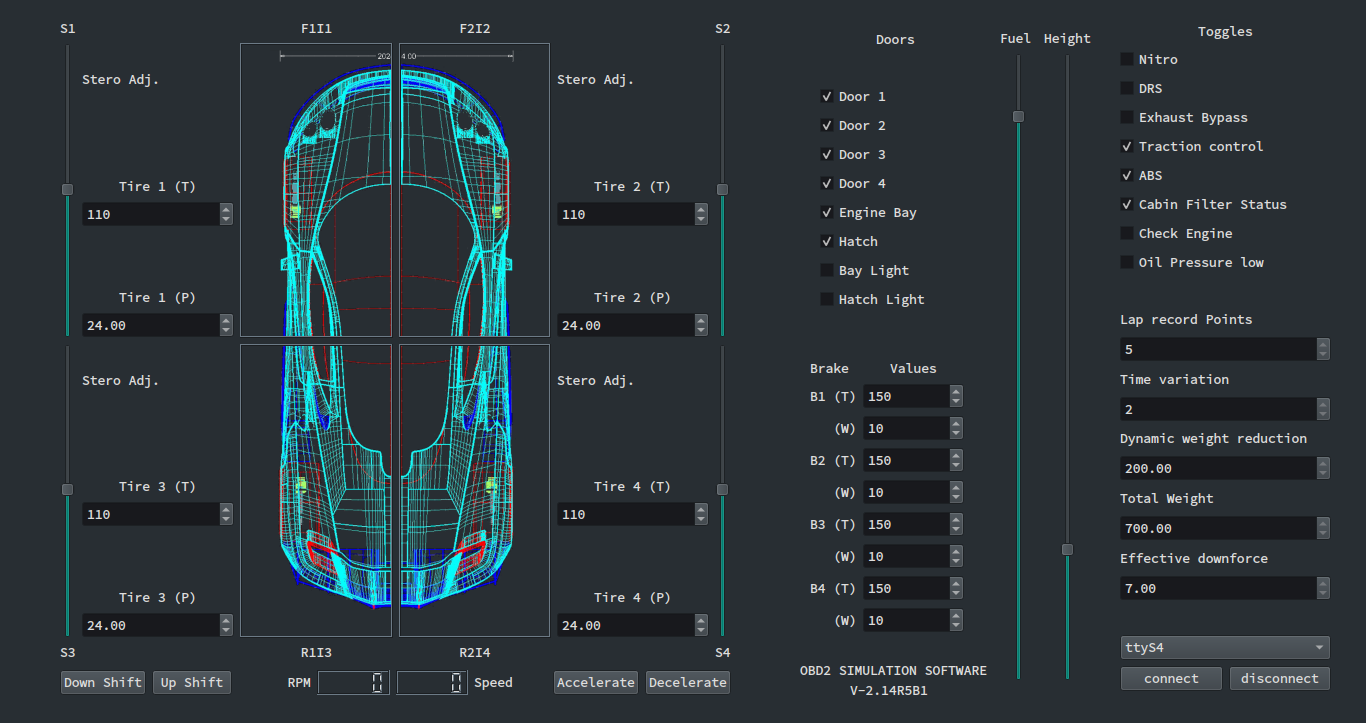 S1
F1I1
F2I2
S2
202
4 00
Stero Adj.
Stero Adj.
Tire 1 (T)
110
Tire 2 (T)
110
Tire 1 (P)
24.00
Tire 2 (P)
24.00
Stero Adj.
Stero Adj.
Tire 3 (T)
110
Tire 4 (T)
110
Tire 3 (P)
24.00
Tire 4 (P)
24.00
S3
R1I3
R2I4
S4
Down Shift
Up Shift
RPM
0
0
Speed
Accelerate
Decelerate
Doors
Door 1
Door 2
Door 3
Door 4
Engine Bay
Hatch
Bay Light
Hatch Light
Brake Values
B1 (T) 150
(W) 10
B2 (T) 150
(W) 10
B3 (T) 150
(W) 10
B4 (T) 150
(W) 10
OBD2 SIMULATION SOFTWARE
V-2.14R5B1
Fuel
Height
Toggles
Nitro
DRS
Exhaust Bypass
Traction control
ABS
Cabin Filter Status
Check Engine
Oil Pressure low
Lap record Points
5
Time variation
2
Dynamic weight reduction
200.00
Total Weight
700.00
Effective downforce
7.00
ttyS4
connect
disconnect